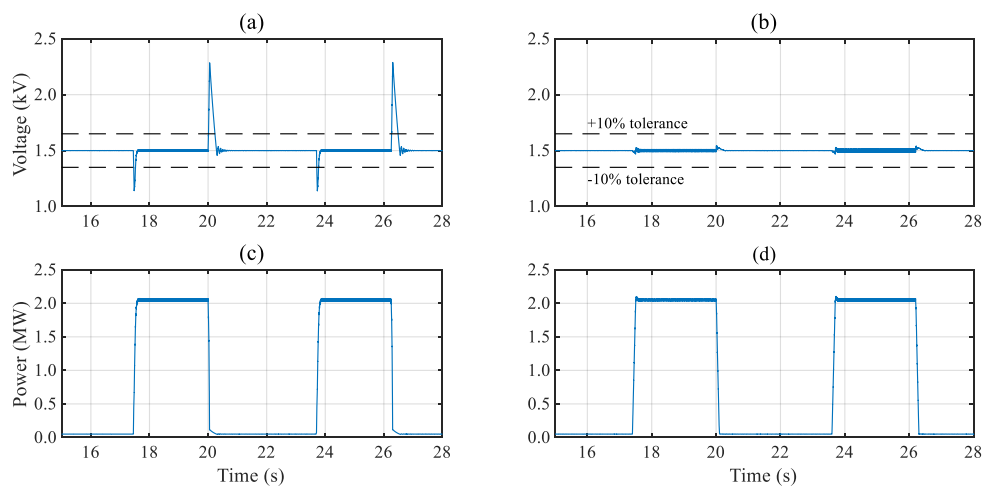 (a) (b)
2.5 2.5
Voltage (kV)
2.0 2.0
+10% tolerance
1.5 1.5
-10% tolerance
1.0 1.0
16 18 20 22 24 26 28 16 18 20 22 24 26 28
(c) (d)
2.5 2.5
Power (MW)
2.0 2.0
1.5 1.5
1.0 1.0
0.5 0.5
0.0 0.0
16 18 20 22 24 26 28 16 18 20 22 24 26 28
Time (s) Time (s)